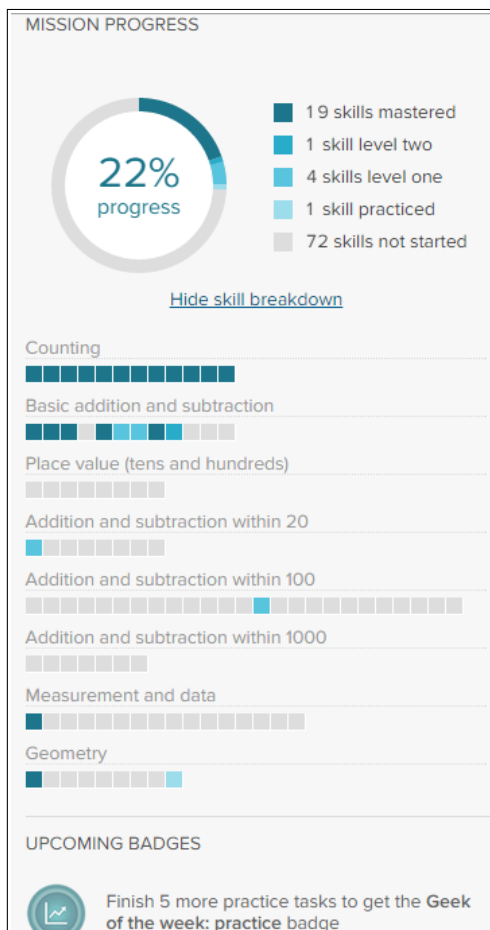 MISSION PROGRESS
22%
progress
19 skills mastered
1 skill level two
4 skills level one
1 skill practiced
72 skills not started
Hide skill breakdown
Counting
Basic addition and subtraction
Place value (tens and hundreds)
Addition and subtraction within 20
Addition and subtraction within 100
Addition and subtraction within 1000
Measurement and data
Geometry
UPCOMING BADGES
Finish 5 more practice tasks to get the Geek
of the week: practice badge